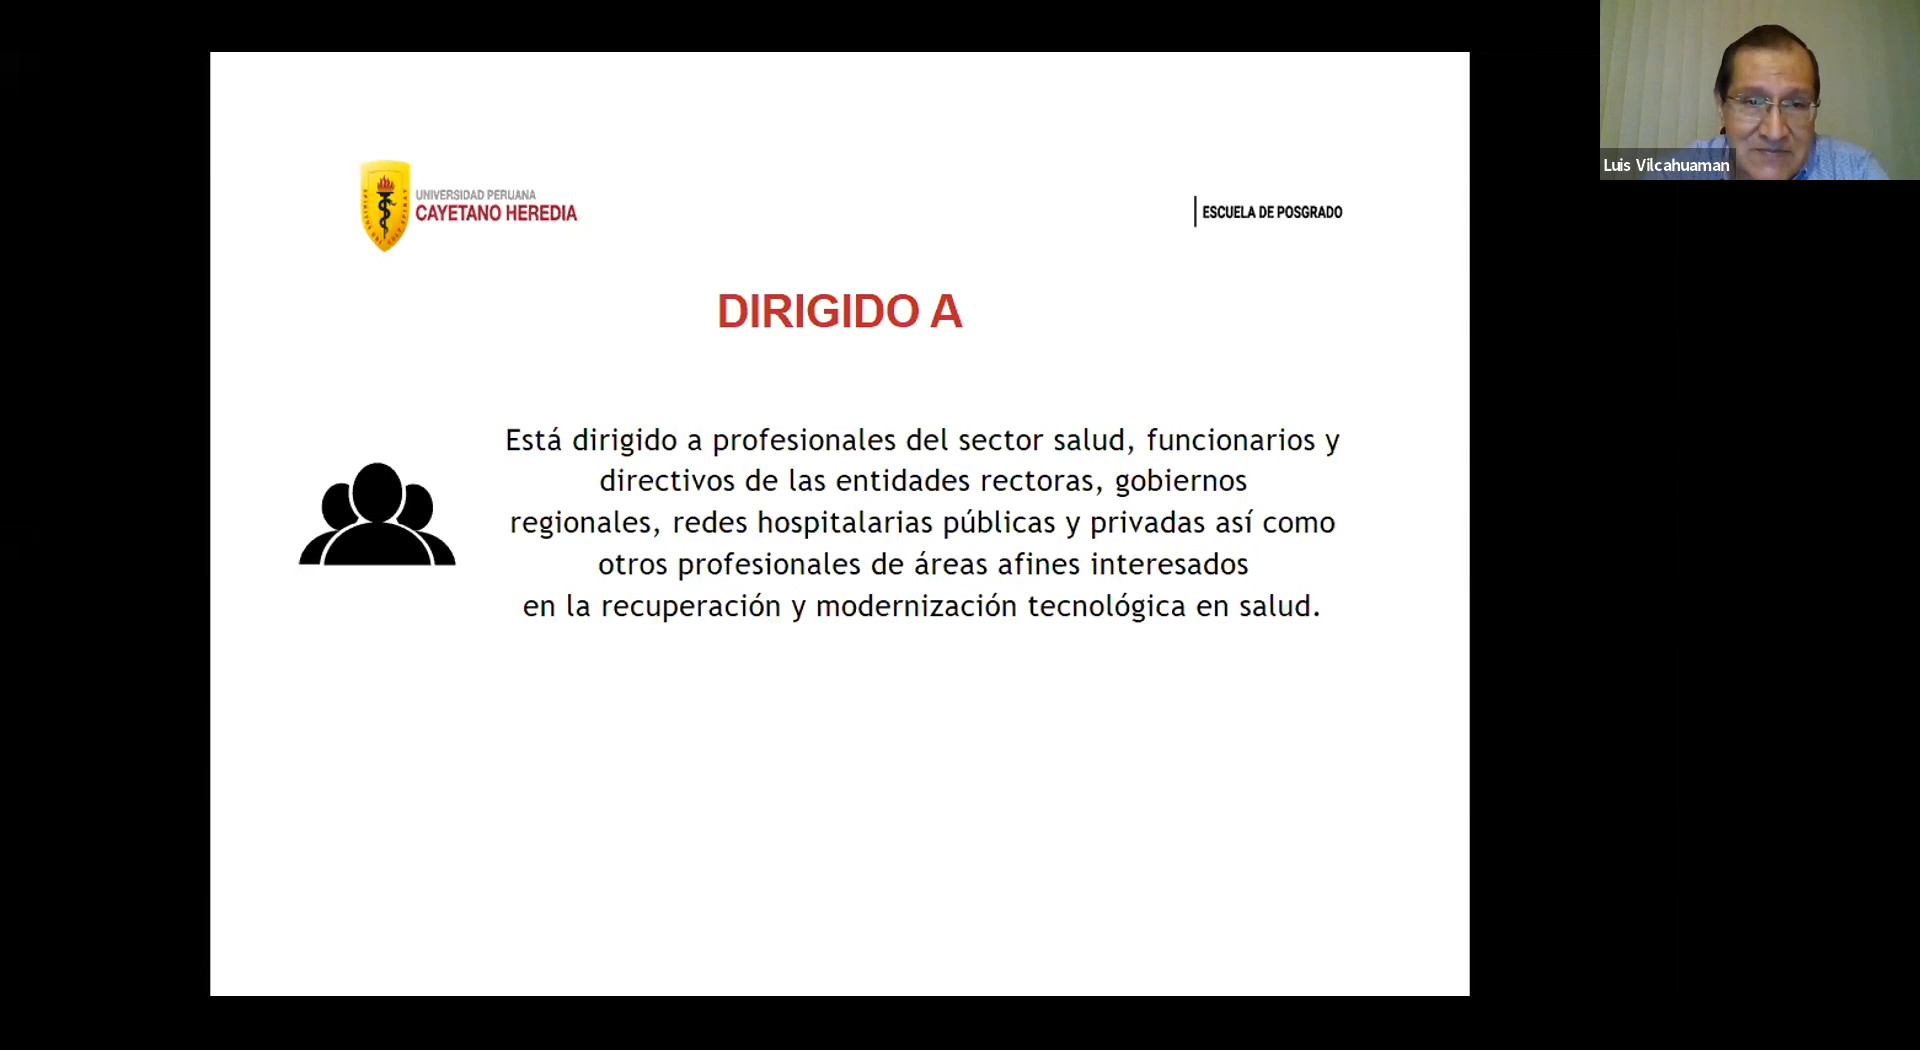 UNIVERSIDAD PERUANA
CAYETANO HEREDIA
ESCUELA DE POSGRADO
DIRIGIDO A
Está dirigido a profesionales del sector salud, funcionarios y
directivos de las entidades rectoras, gobiernos
regionales, redes hospitalarias públicas y privadas así como
otros profesionales de áreas afines interesados
en la recuperación y modernización tecnológica en salud.
Luis Vilcahuaman